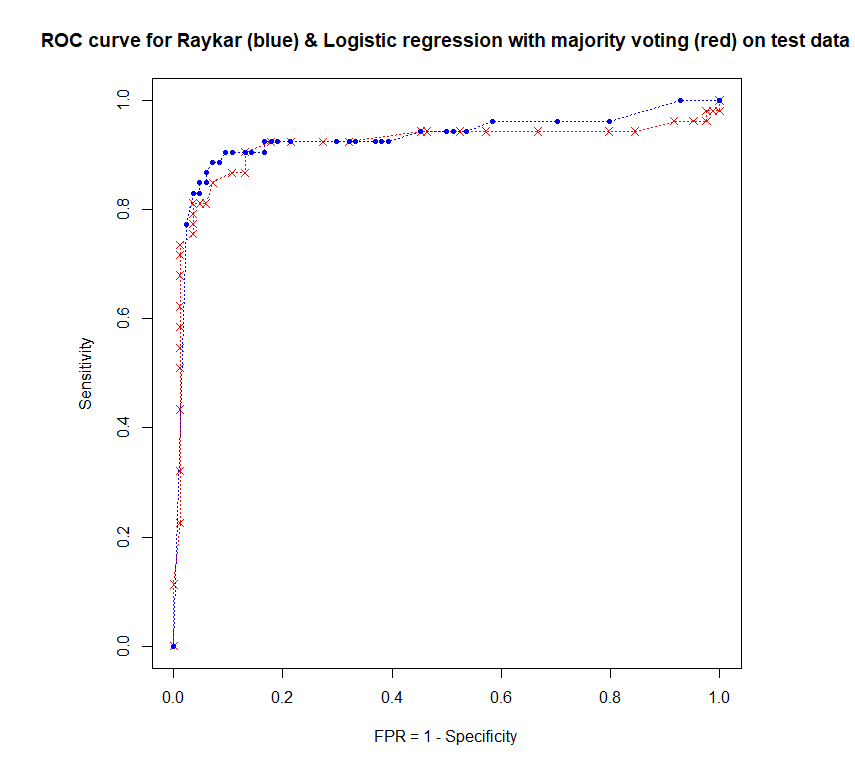 ROC curve for Raykar (blue) & Logistic regression with majority voting (red) on test data
1.0
0.8
0.6
0.4
0.2
0.0
Sensitivity
0.0 0.2 0.4 0.6 0.8 1.0
FPR = 1 - Specificity